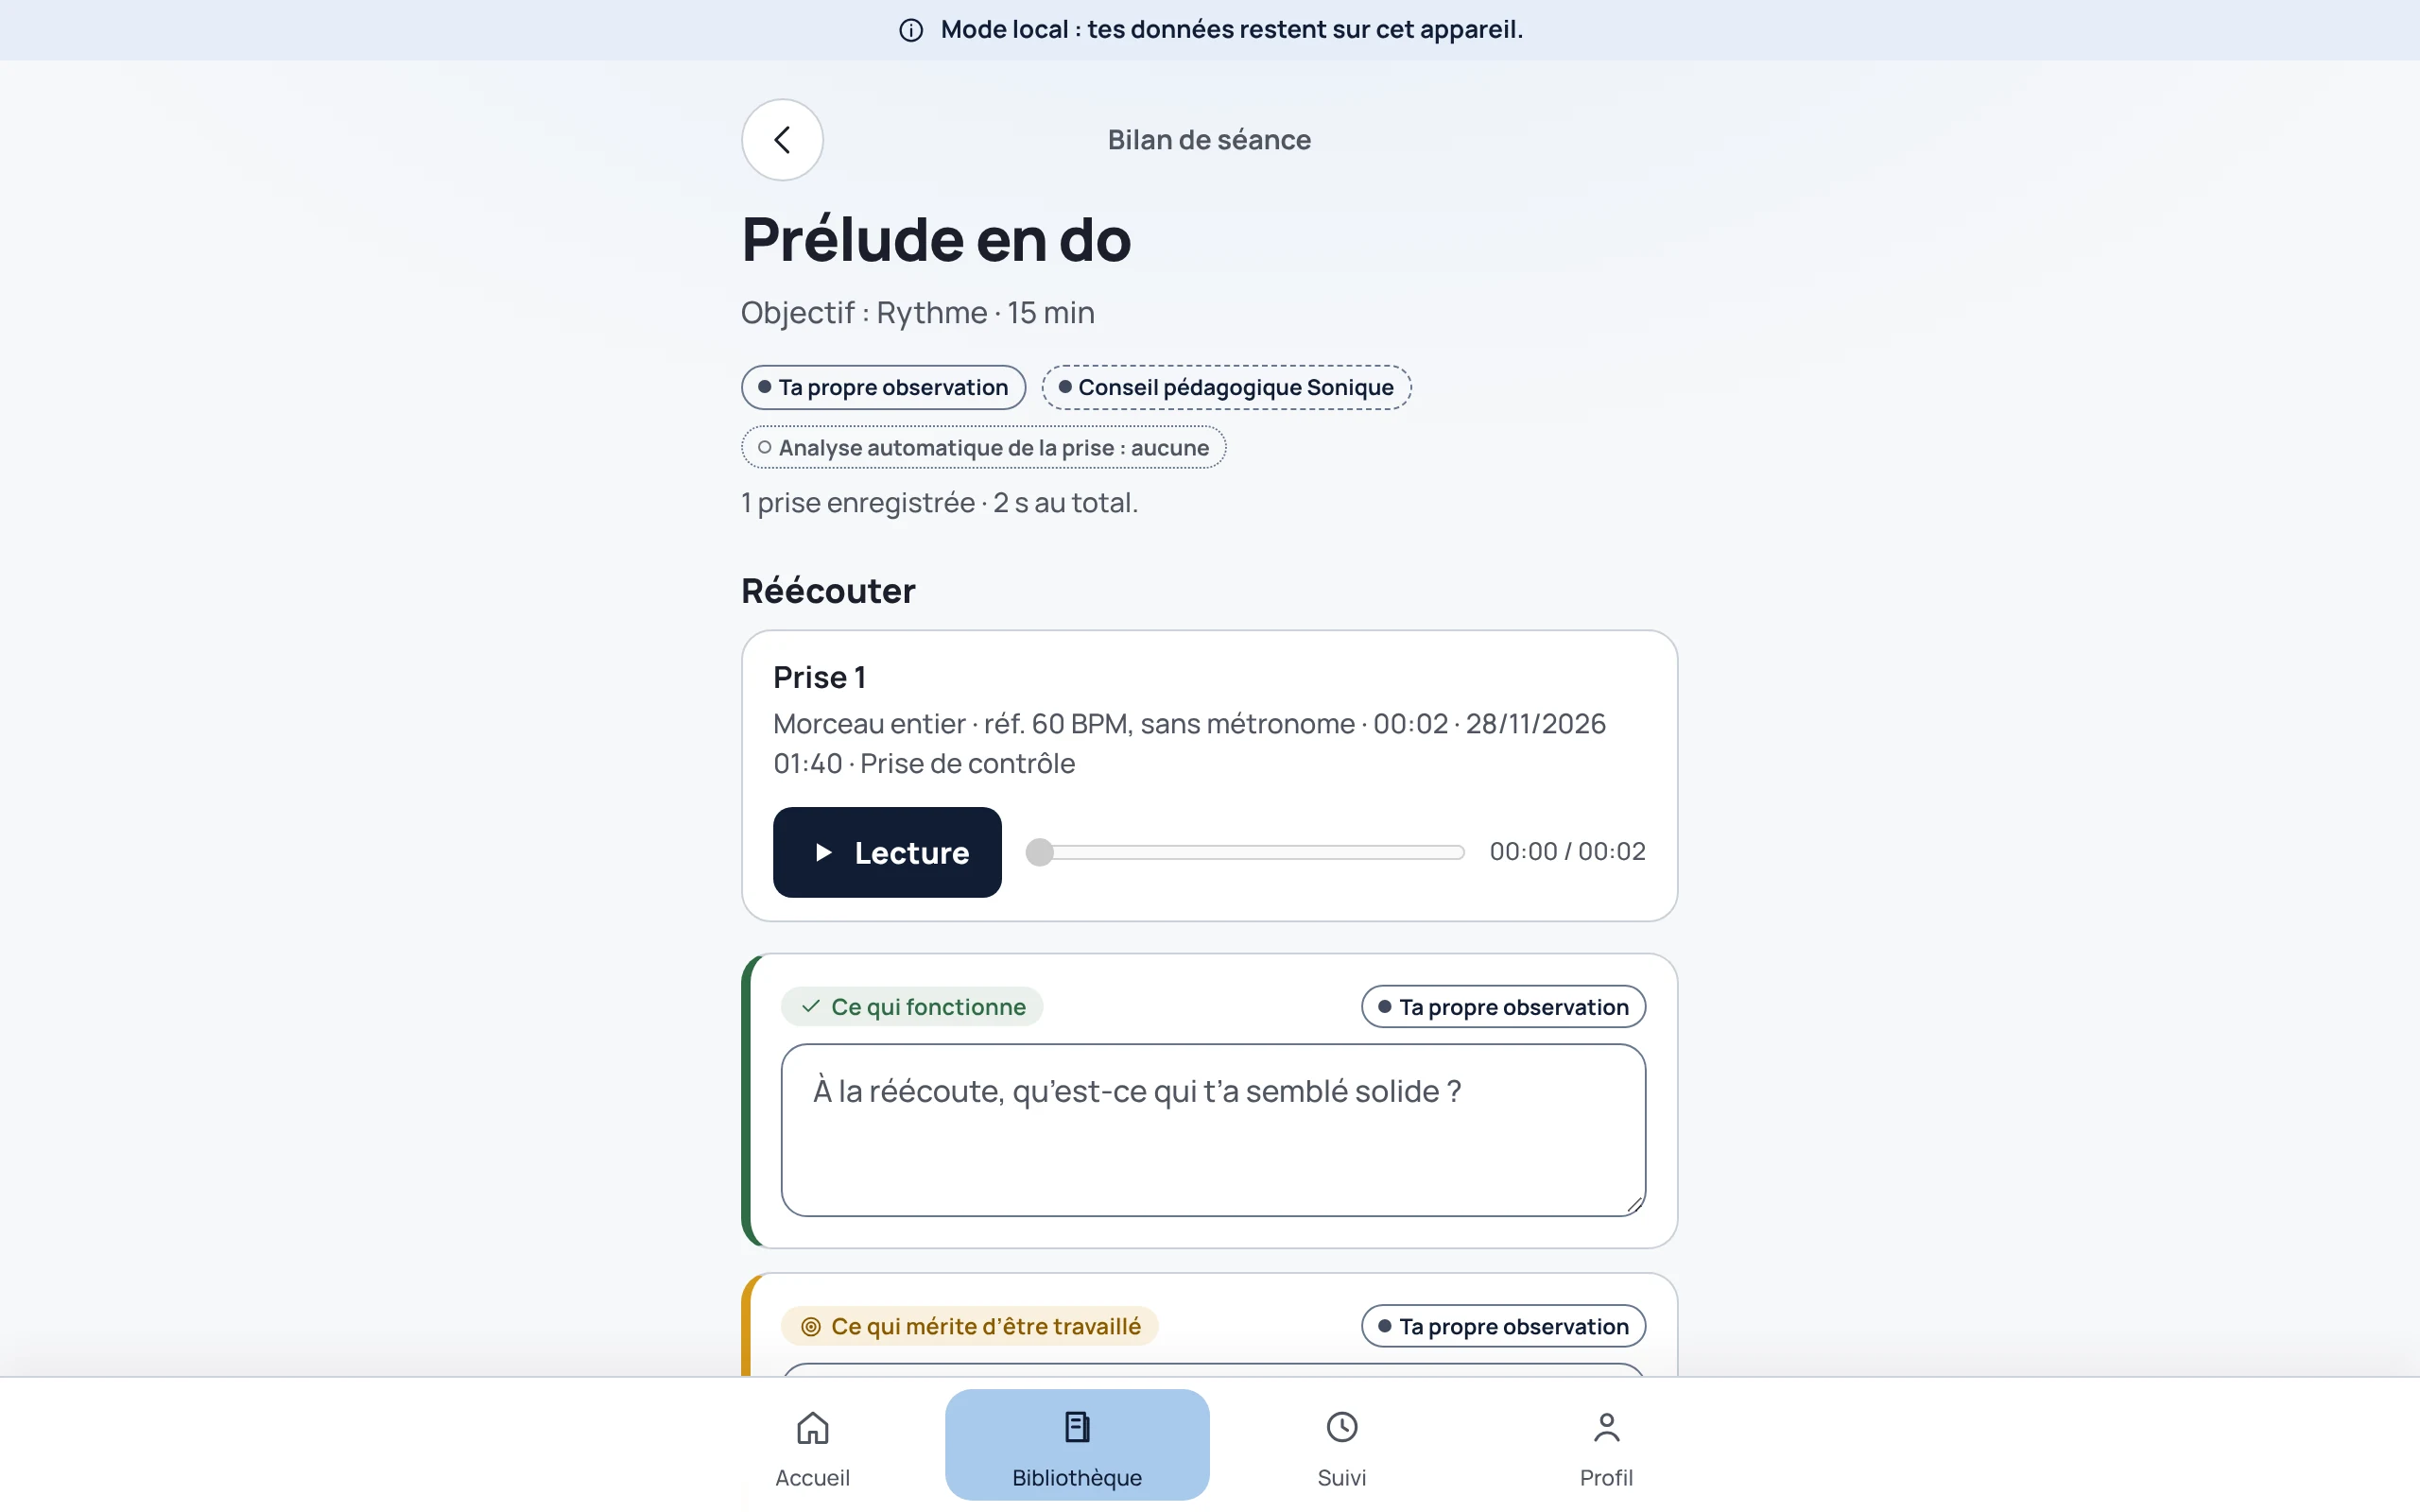 Mode local : tes données restent sur cet appareil.
Bilan de séance
Prélude en do
Objectif : Rythme · 15 min
Ta propre observation
Conseil pédagogique Sonique
Analyse automatique de la prise : aucune
1 prise enregistrée · 2 s au total.
Réécouter
Prise 1
Morceau entier · réf. 60 BPM, sans métronome · 00:02 · 28/11/2026
01:40 · Prise de contrôle
Lecture
00:00 / 00:02
Ce qui fonctionne
Ta propre observation
À la réécoute, qu’est-ce qui t’a semblé solide ?
Ce qui mérite d’être travaillé
Ta propre observation
Accueil
Bibliothèque
Suivi
Profil